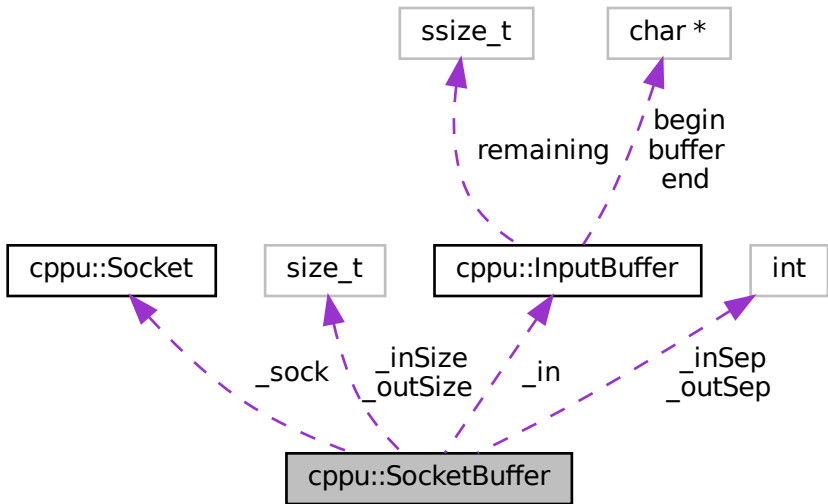 ssize_t
char *
remaining
begin
buffer
end
cppu::Socket
size_t
cppu::InputBuffer
int
_sock
_inSize
_outSize
_in
_inSep
_outSep
cppu::SocketBuffer